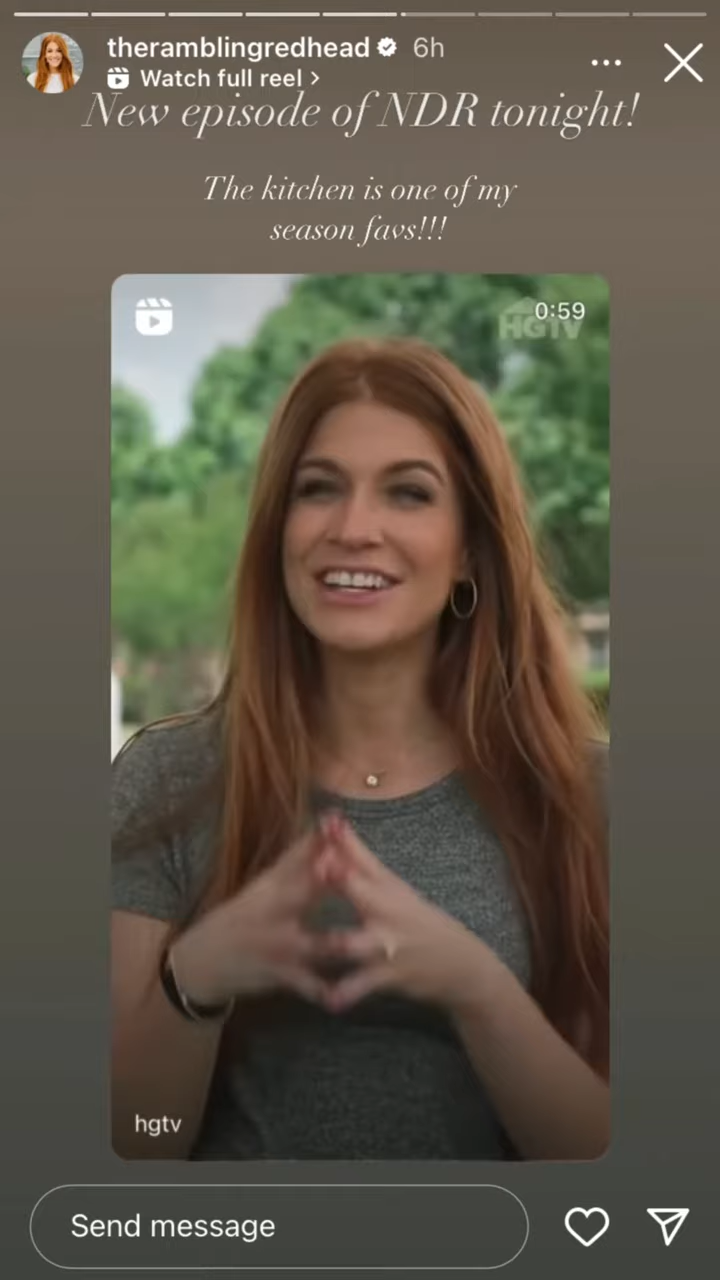 theramblingredhead 6h
Watch full reel >
New episode of NDR tonight!
The kitchen is one of my
season favs!!!
0:59
HGTV
hgtv
Send message